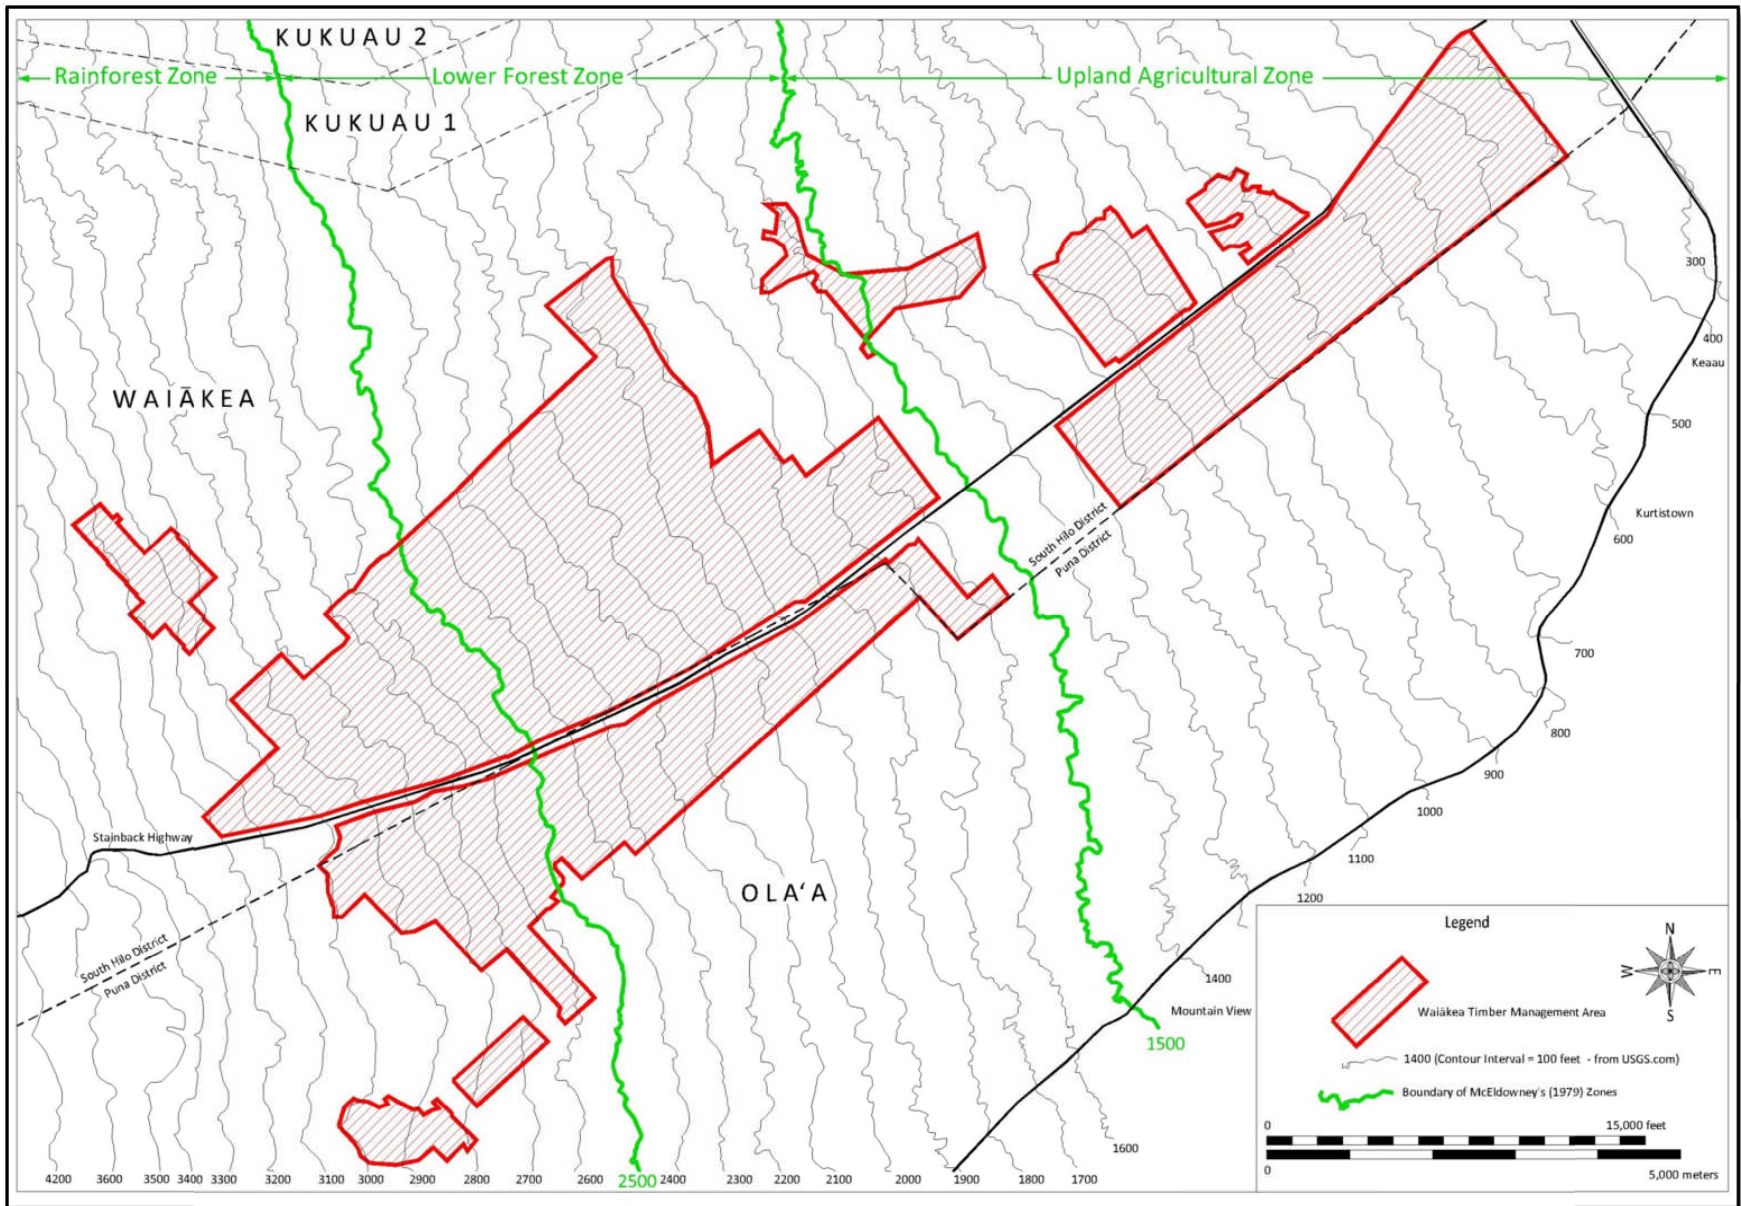 KUKUAU 2
Rainforest Zone
Lower Forest Zone
Upland Agricultural Zone
KUKUAU 1
300
400
Keaau
WAIĀKEA
500
Kurtistown
South Hilo District
Puna District
600
700
800
900
1000
Stainback Highway
1100
OLAʻA
1200
South Hilo District
Puna District
1400
Mountain View
1500
1600
Legend
N
W
E
S
Waiākea Timber Management Area
1400 (Contour Interval = 100 feet - from USGS.com)
Boundary of McEldowney's (1979) Zones
0
15,000 feet
0
5,000 meters
4200 3600 3500 3400 3300 3200 3100 3000 2900 2800 2700 2600 2500 2400 2300 2200 2100 2000 1900 1800 1700